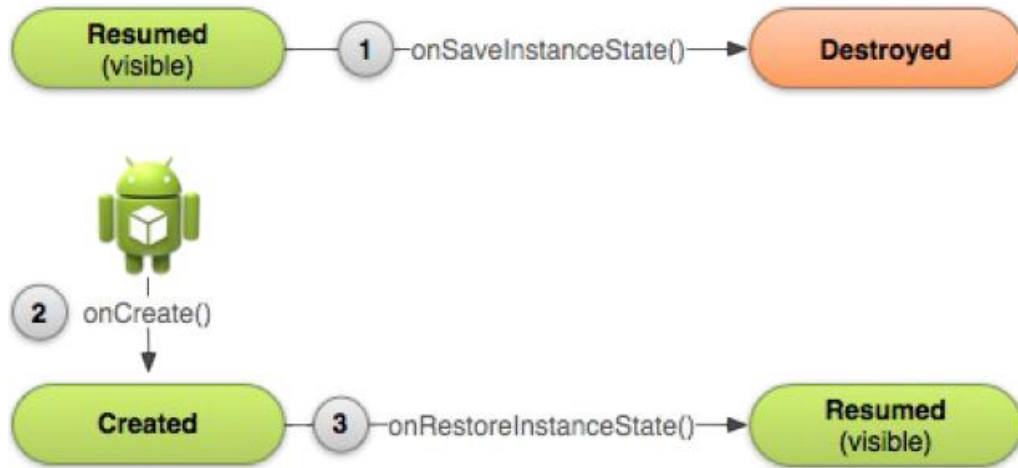 Resumed
(visible)
1
onSaveInstanceState()
Destroyed
2
onCreate()
Created
3
onRestoreInstanceState()
Resumed
(visible)